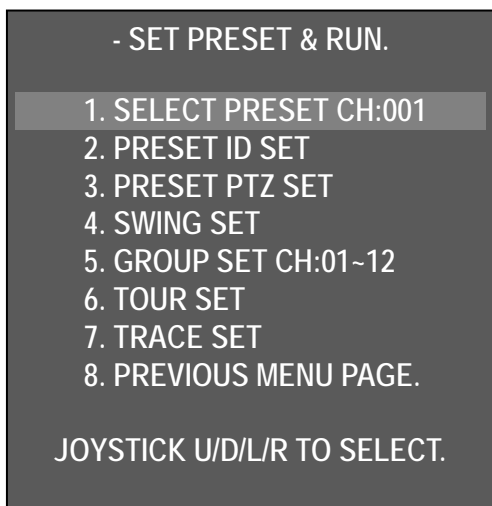 - SET PRESET & RUN.
1. SELECT PRESET CH:001
2. PRESET ID SET
3. PRESET PTZ SET
4. SWING SET
5. GROUP SET CH:01~12
6. TOUR SET
7. TRACE SET
8. PREVIOUS MENU PAGE.
JOYSTICK U/D/L/R TO SELECT.